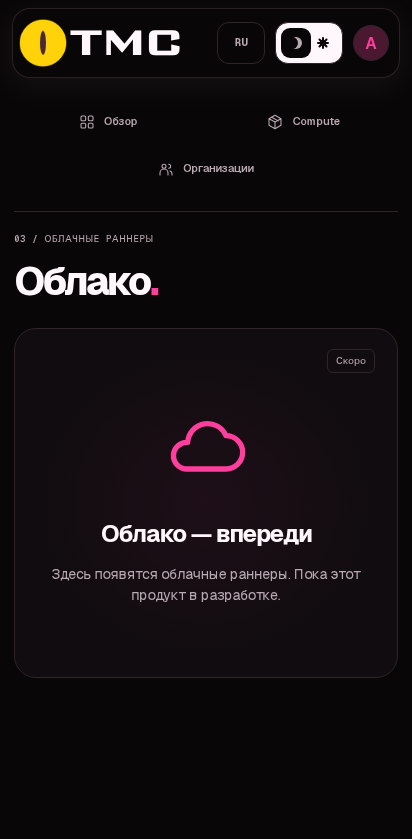 TMC
RU
A
Обзор
Compute
Организации
03 / ОБЛАЧНЫЕ РАННЕРЫ
Облако.
Скоро
Облако — впереди
Здесь появятся облачные раннеры. Пока этот
продукт в разработке.